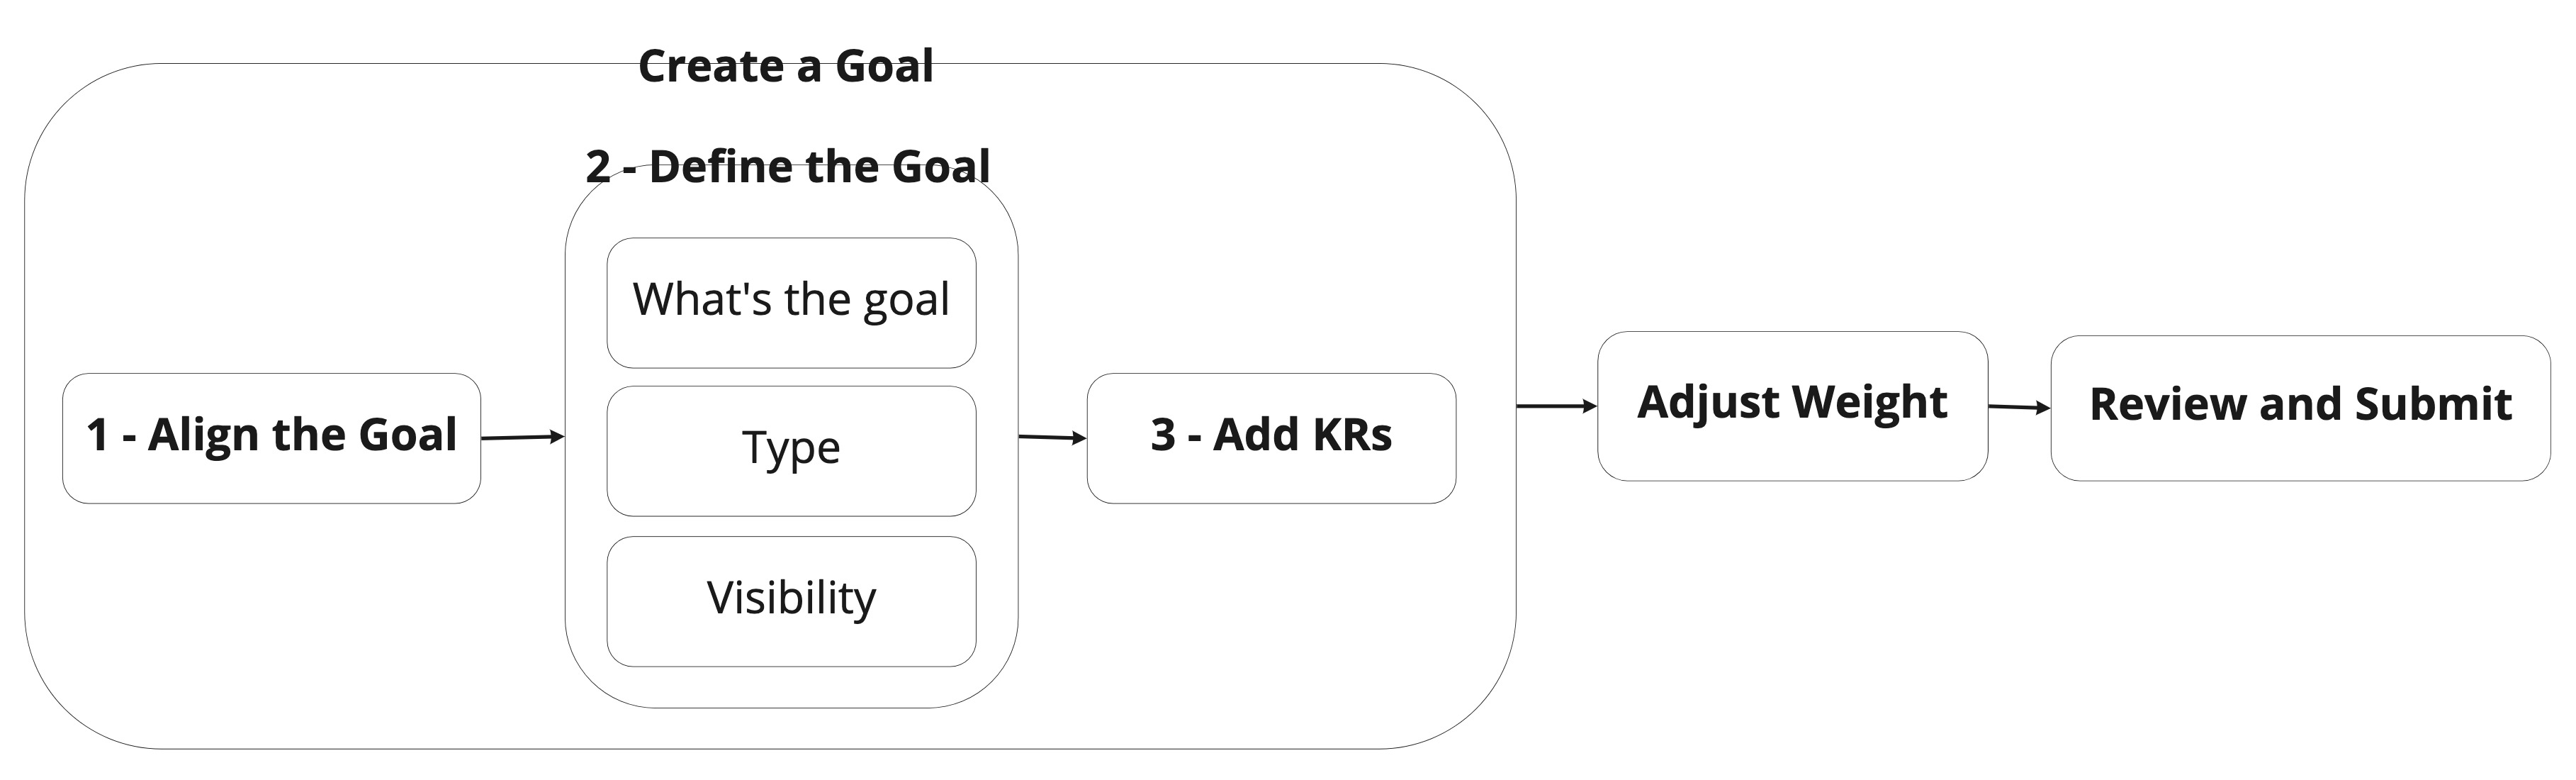 Create a Goal
1 - Align the Goal
2 - Define the Goal
What's the goal
Type
Visibility
3 - Add KRs
Adjust Weight
Review and Submit